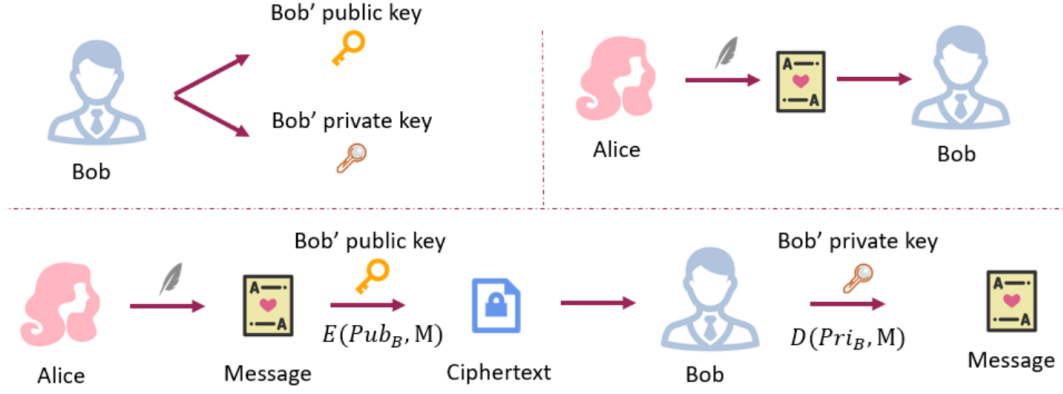 Bob' public key
Bob' private key
Bob
A
A
Alice
Bob
Bob' public key
Bob' private key
A
A
E(Pub_B, M)
D(Pri_B, M)
A
A
Alice
Message
Ciphertext
Bob
Message